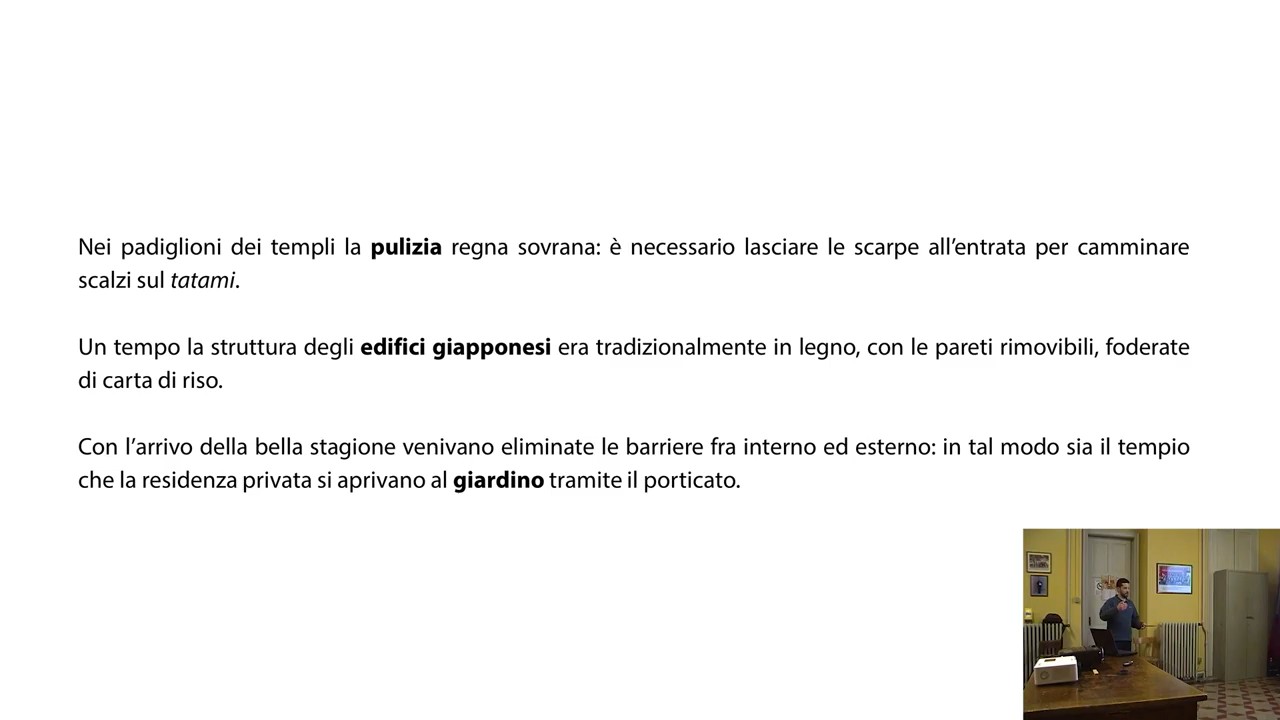 Nei padiglioni dei templi la pulizia regna sovrana: è necessario lasciare le scarpe all’entrata per camminare
scalzi sul tatami.
Un tempo la struttura degli edifici giapponesi era tradizionalmente in legno, con le pareti rimovibili, foderate
di carta di riso.
Con l’arrivo della bella stagione venivano eliminate le barriere fra interno ed esterno: in tal modo sia il tempio
che la residenza privata si aprivano al giardino tramite il porticato.